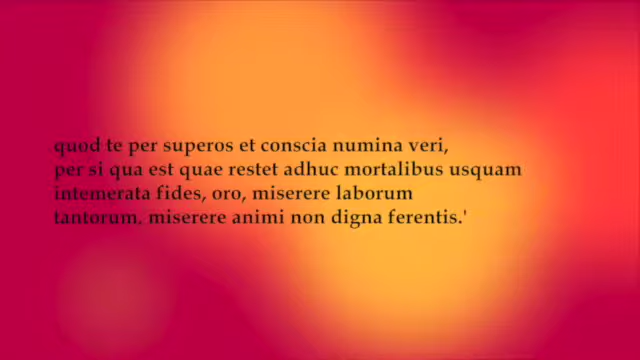 quod te per superos et conscia numina veri,
per si qua est quae restet adhuc mortalibus usquam
intemerata fides, oro, miserere laborum
tantorum, miserere animi non digna ferentis.'